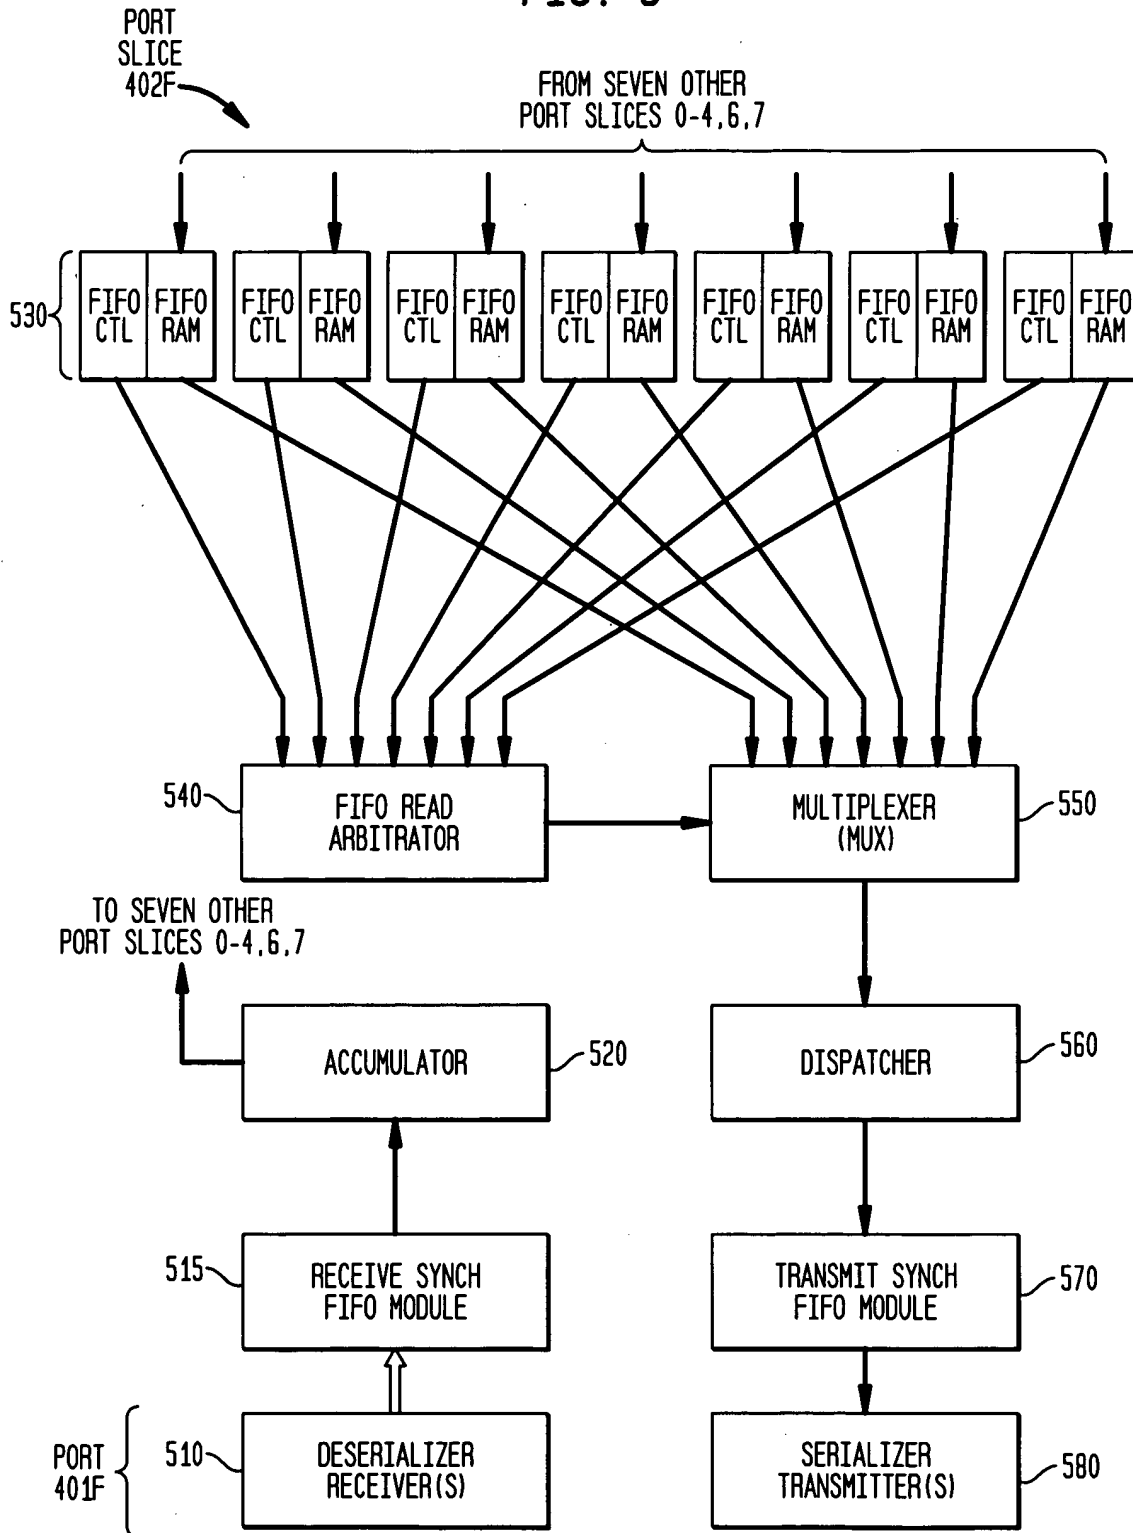 PORT
SLICE
402F
FROM SEVEN OTHER
PORT SLICES 0-4,6,7
530
FIFO CTL FIFO RAM FIFO CTL FIFO RAM FIFO CTL FIFO RAM FIFO CTL FIFO RAM FIFO CTL FIFO RAM FIFO CTL FIFO RAM FIFO CTL FIFO RAM
540
FIFO READ
ARBITRATOR
MULTIPLEXER
(MUX)
550
TO SEVEN OTHER
PORT SLICES 0-4,6,7
ACCUMULATOR
520
DISPATCHER
560
515
RECEIVE SYNCH
FIFO MODULE
TRANSMIT SYNCH
FIFO MODULE
570
PORT
401F
510
DESERIALIZER
RECEIVER(S)
SERIALIZER
TRANSMITTER(S)
580